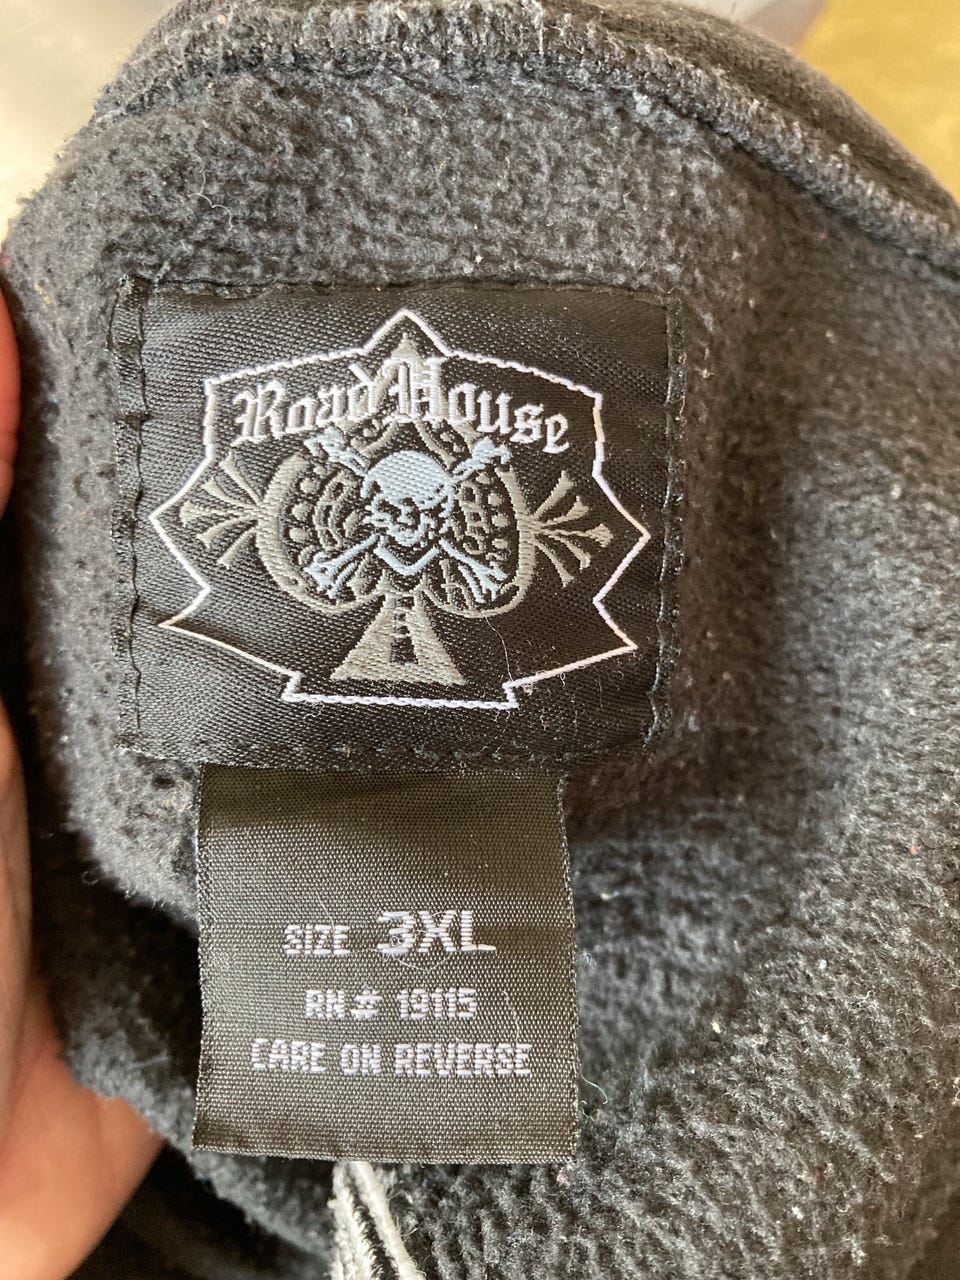 Road House
SIZE 3XL
RN# 19115
CARE ON REVERSE